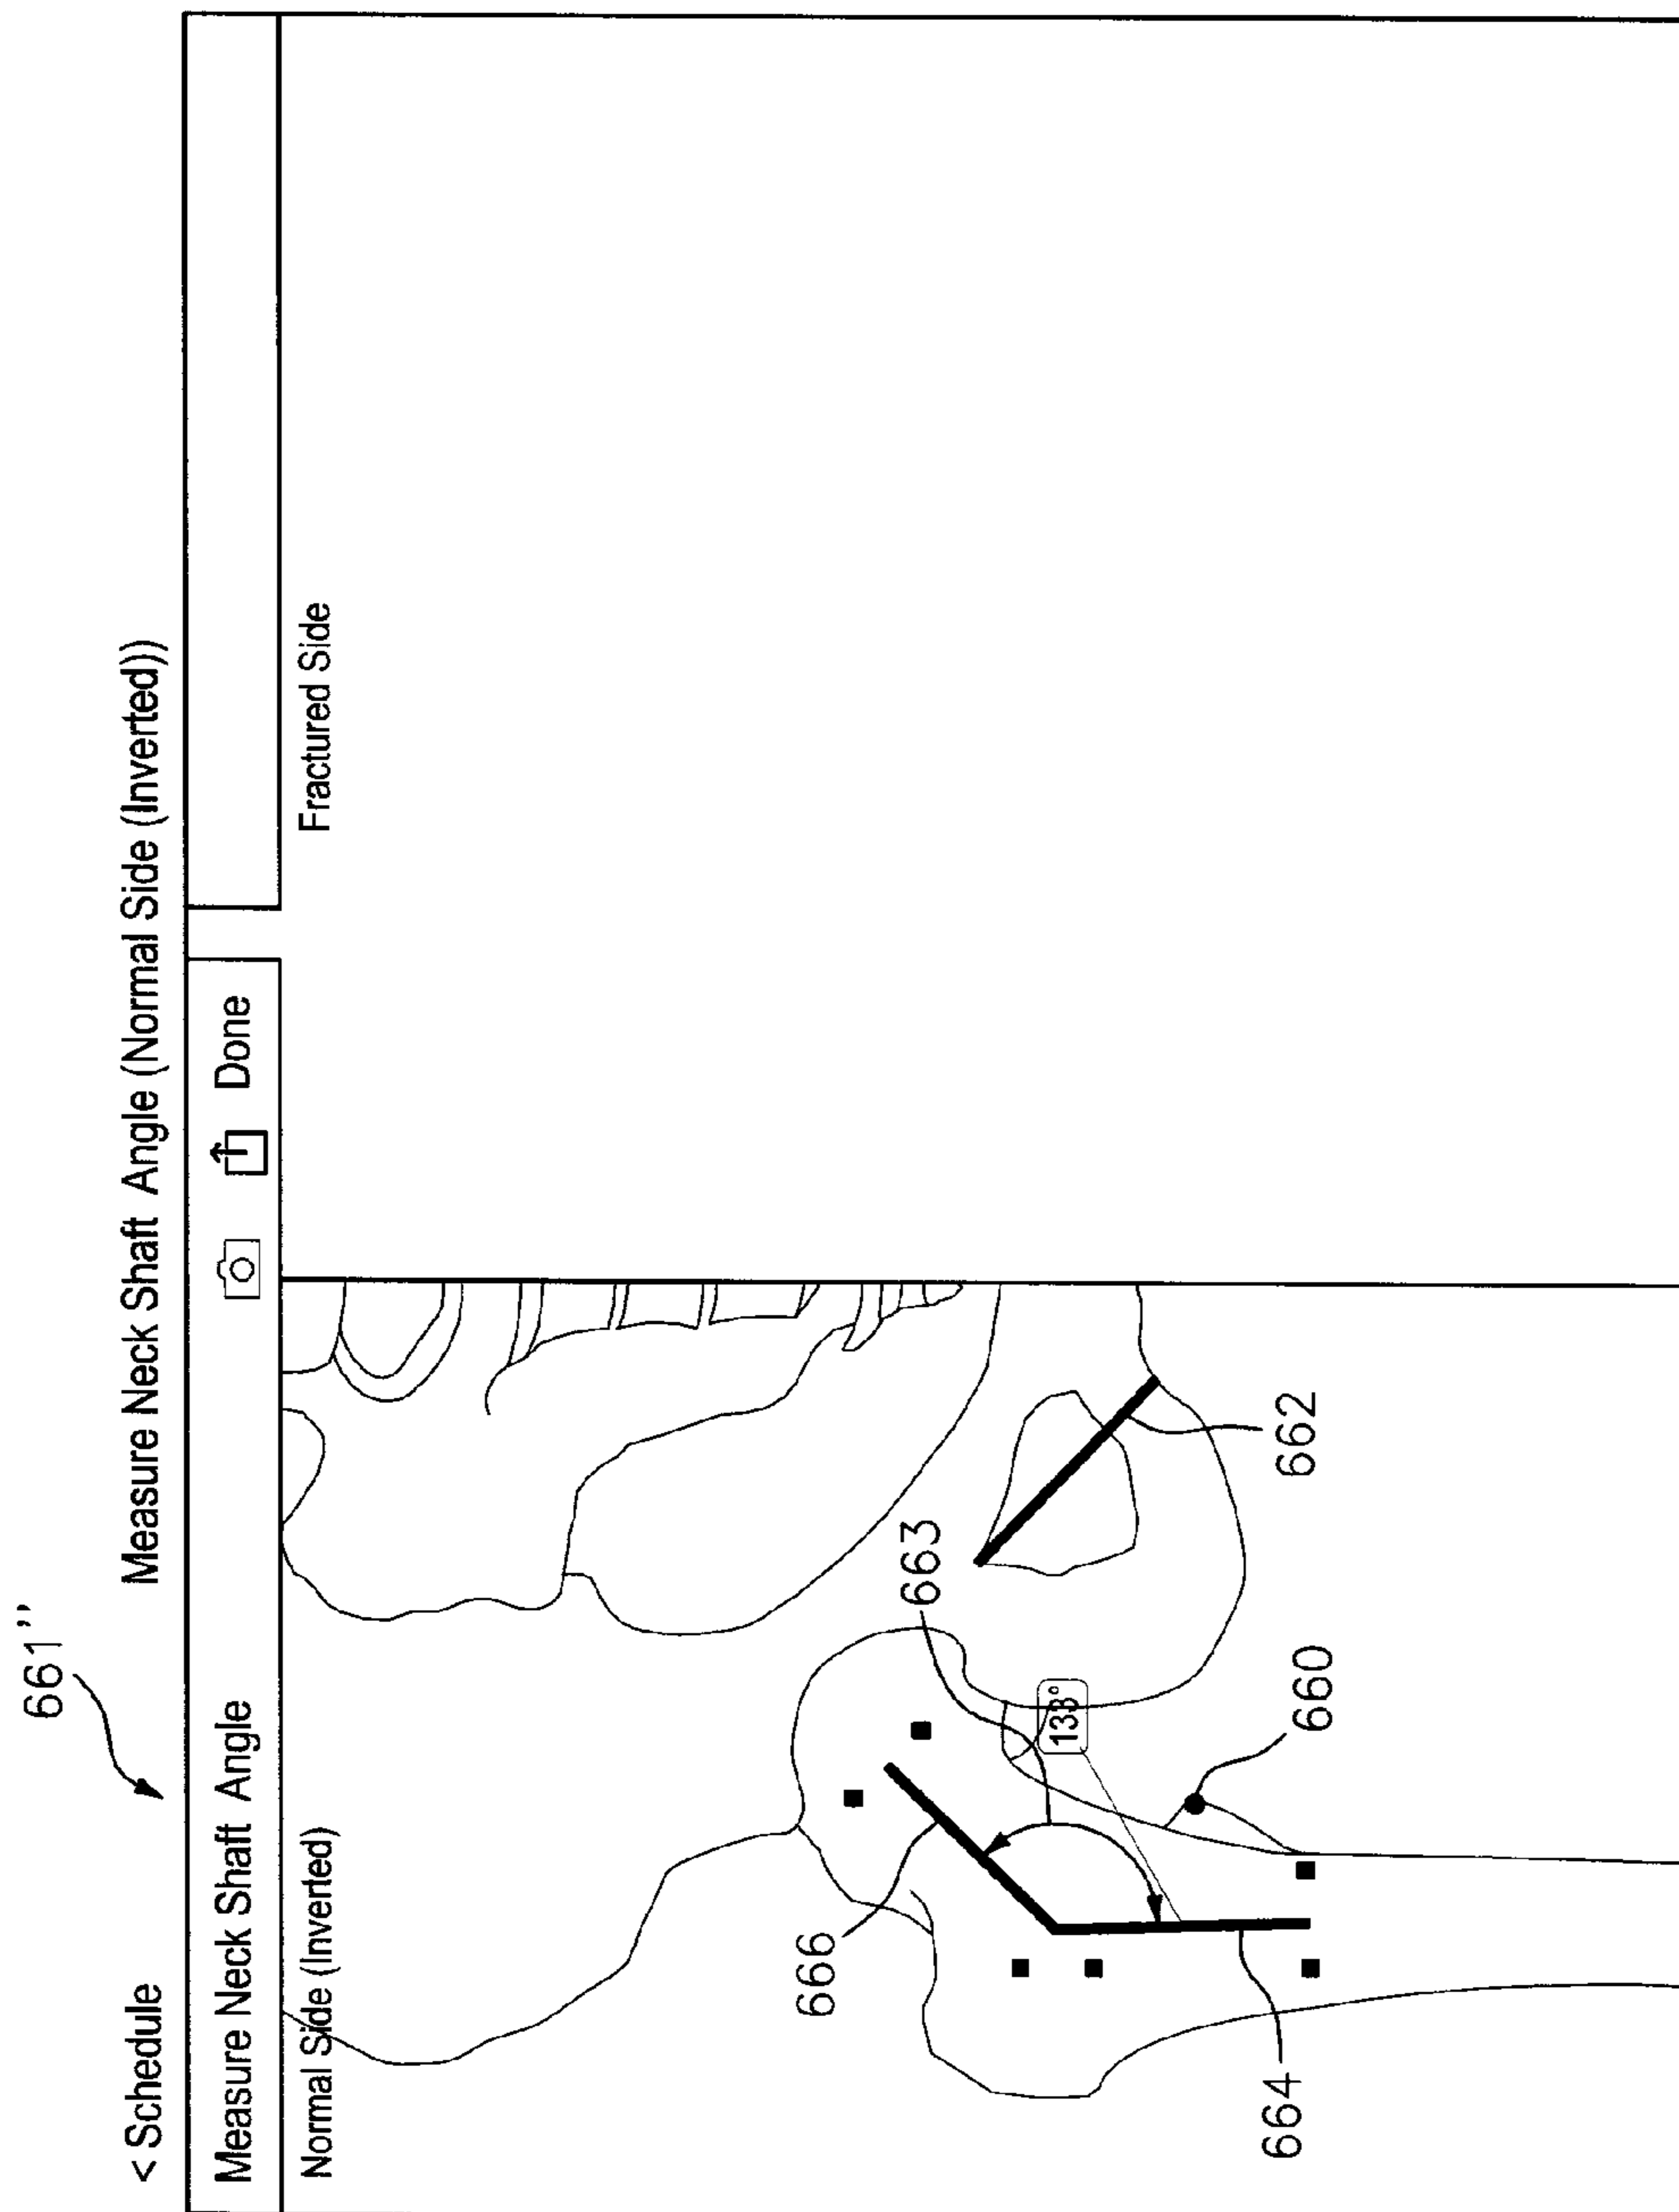 661''
< Schedule
Measure Neck Shaft Angle (Normal Side (Inverted))
Measure Neck Shaft Angle
Done
Normal Side (Inverted)
Fractured Side
666
663
664
660
662